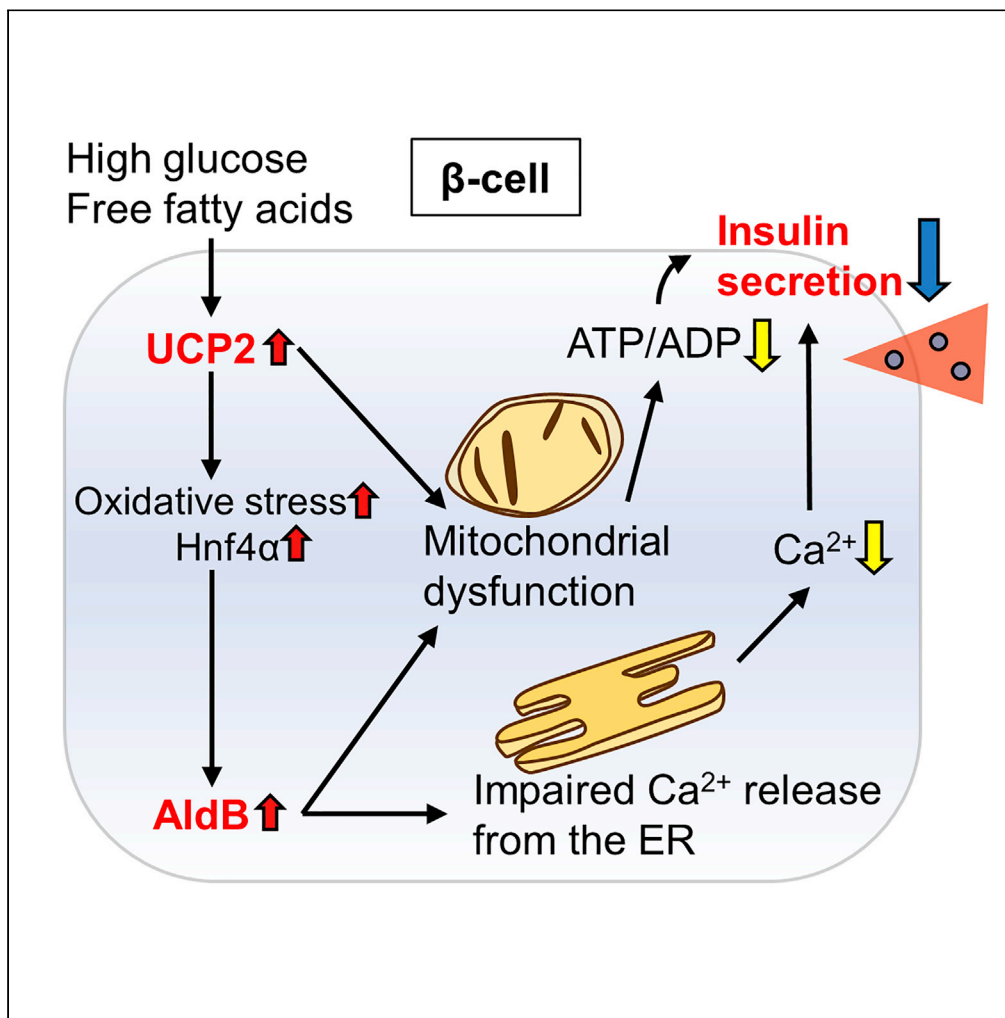 High glucose
Free fatty acids
β-cell
Insulin
secretion
UCP2
ATP/ADP
Oxidative stress
Hnf4α
Mitochondrial
dysfunction
Ca²⁺
AldB
Impaired Ca²⁺ release
from the ER